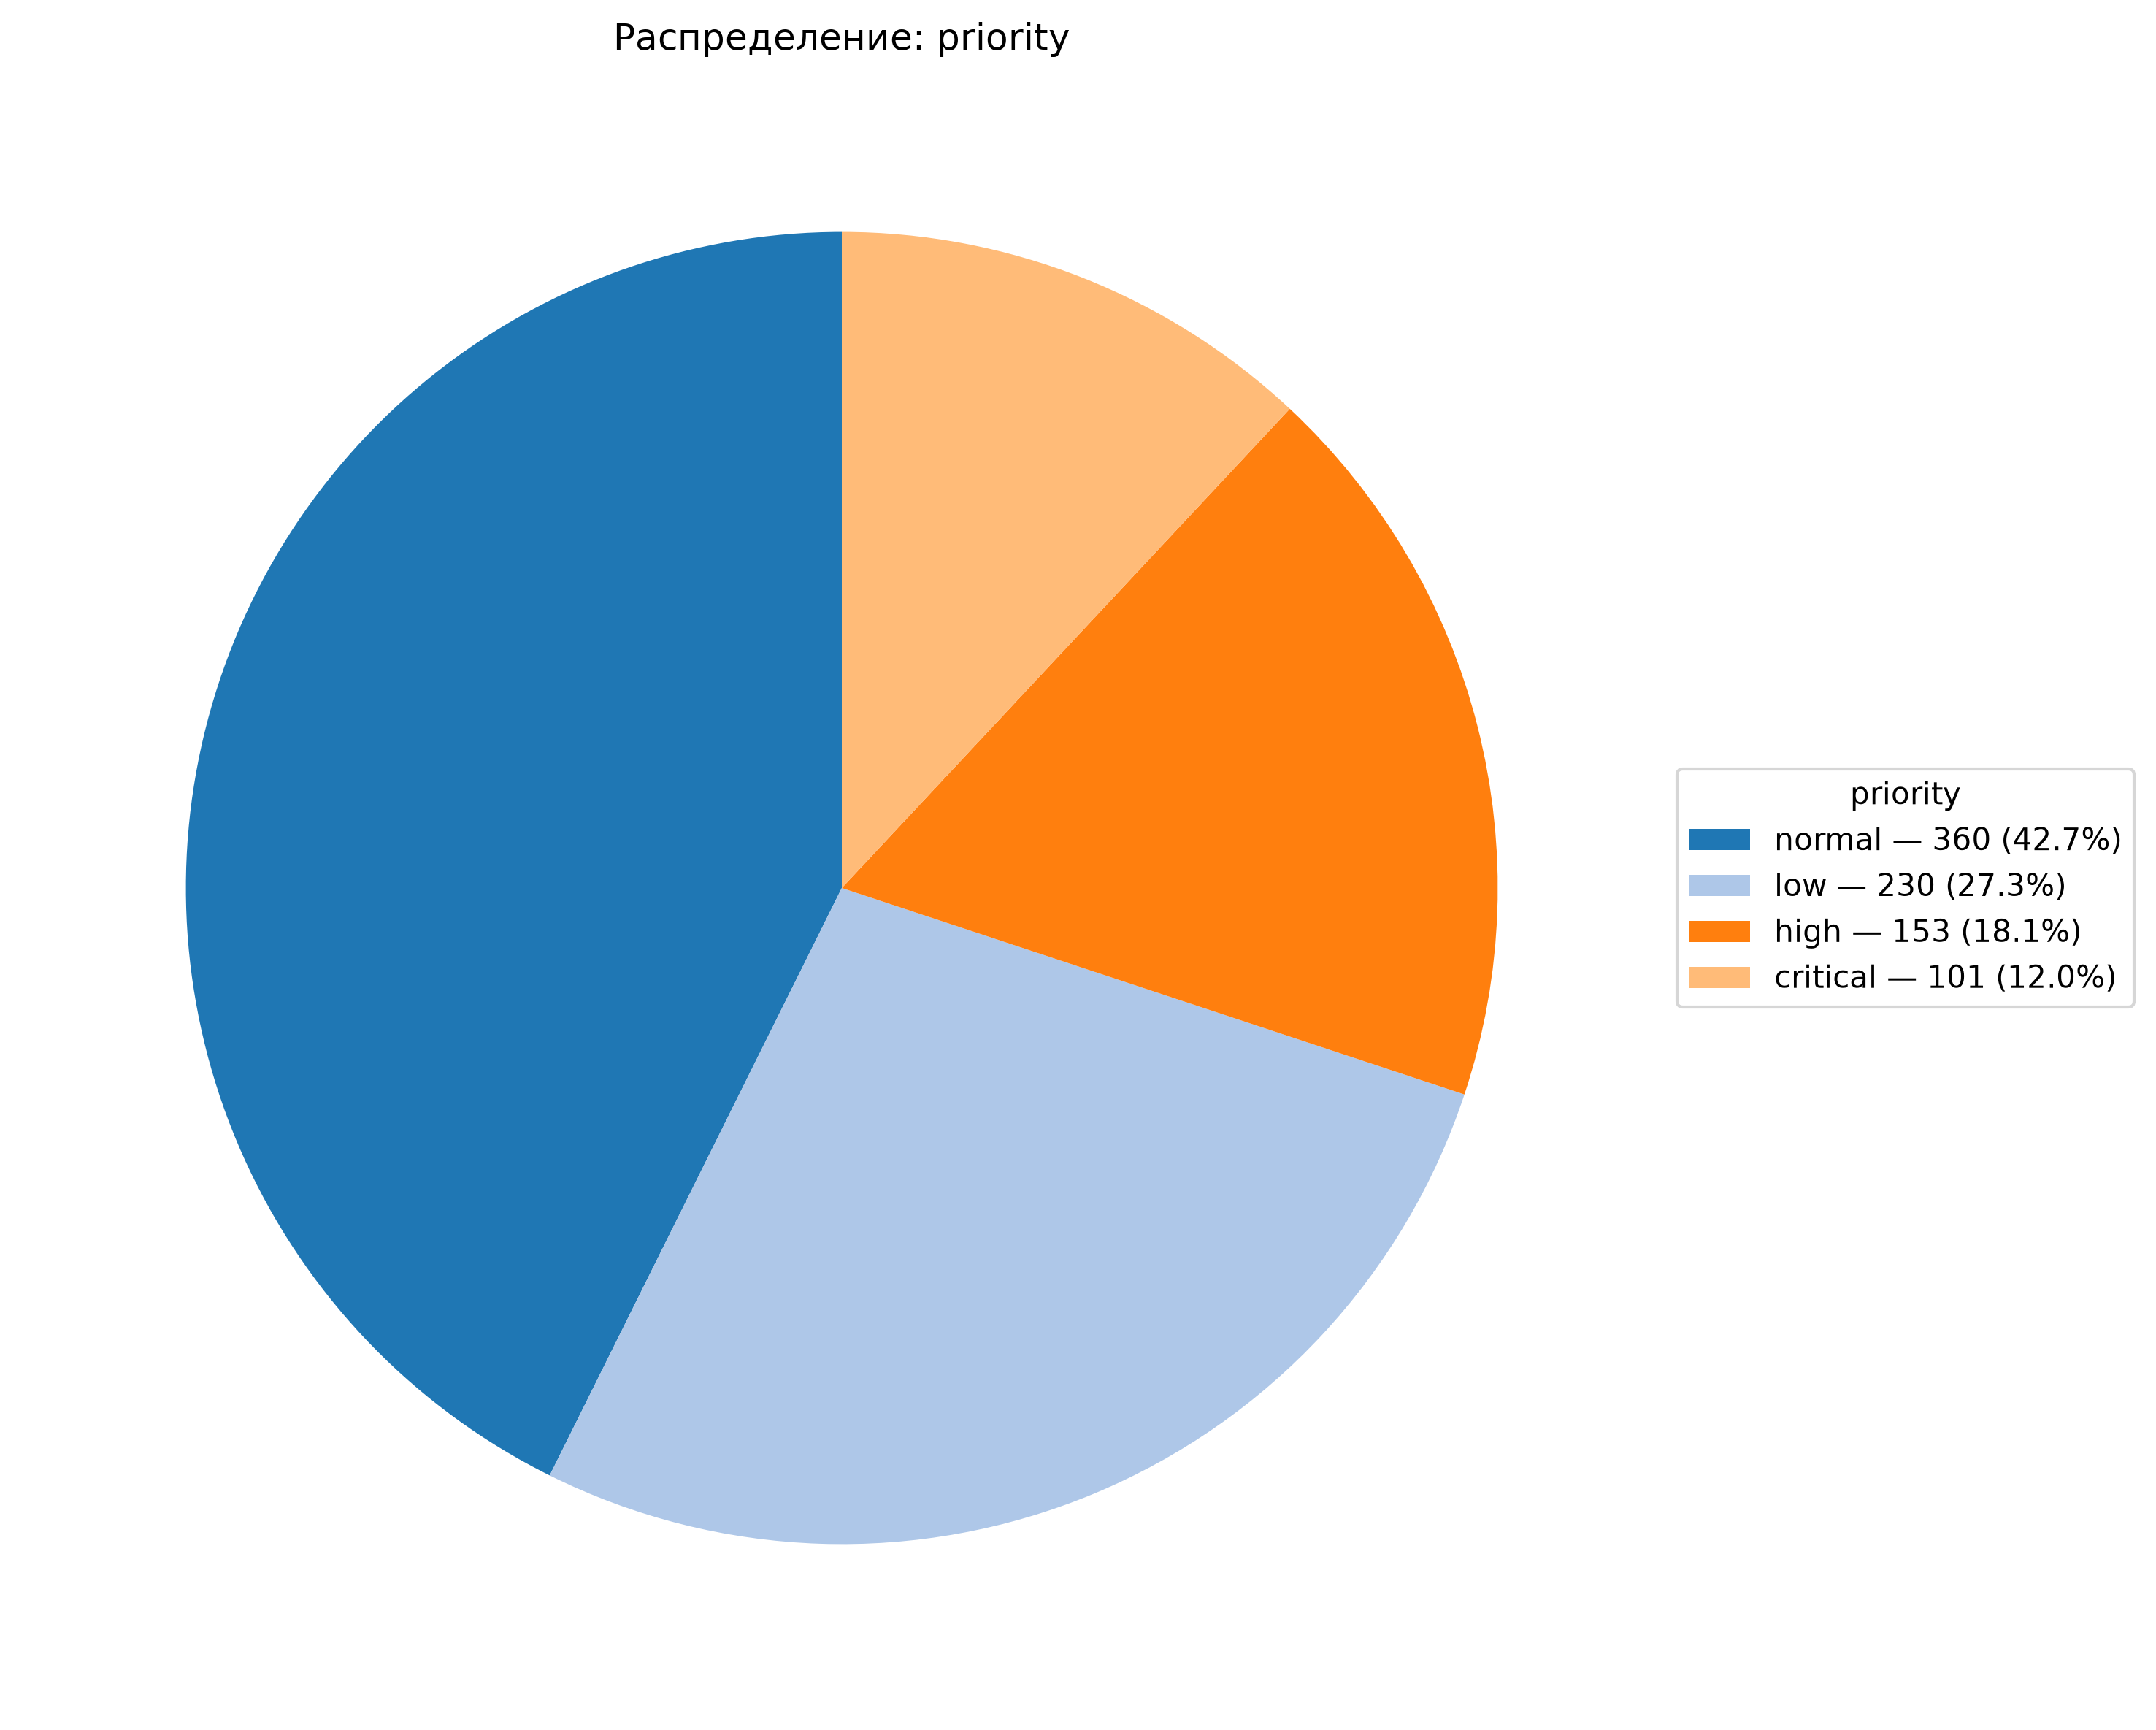 Распределение: priority
priority
normal — 360 (42.7%)
low — 230 (27.3%)
high — 153 (18.1%)
critical — 101 (12.0%)